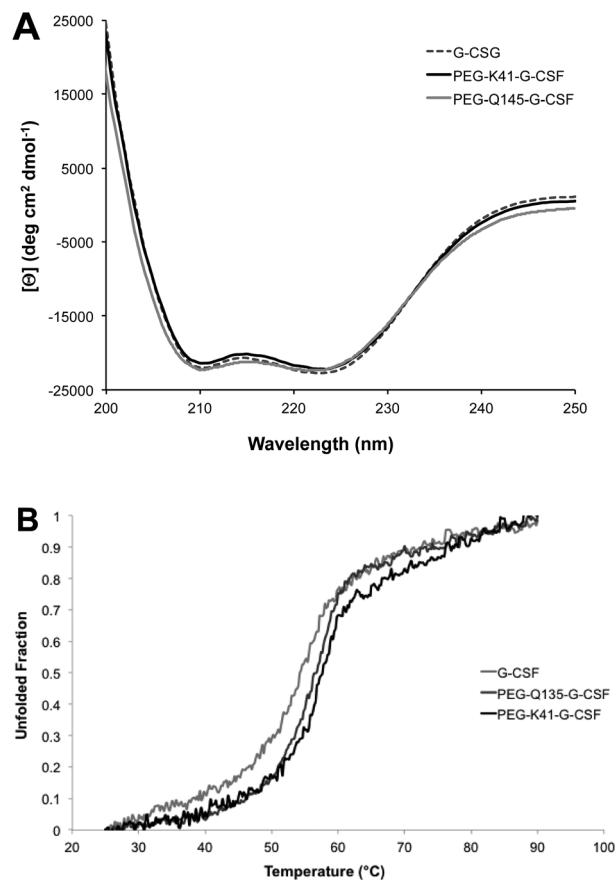 A
25000
15000
5000
-5000
-15000
-25000
[Θ] (deg cm² dmol⁻¹)
200
210
220
230
240
250
Wavelength (nm)
G-CSG
PEG-K41-G-CSF
PEG-Q145-G-CSF
B
1
0.9
0.8
0.7
0.6
0.5
0.4
0.3
0.2
0.1
0
Unfolded Fraction
20
30
40
50
60
70
80
90
100
Temperature (°C)
G-CSF
PEG-Q135-G-CSF
PEG-K41-G-CSF